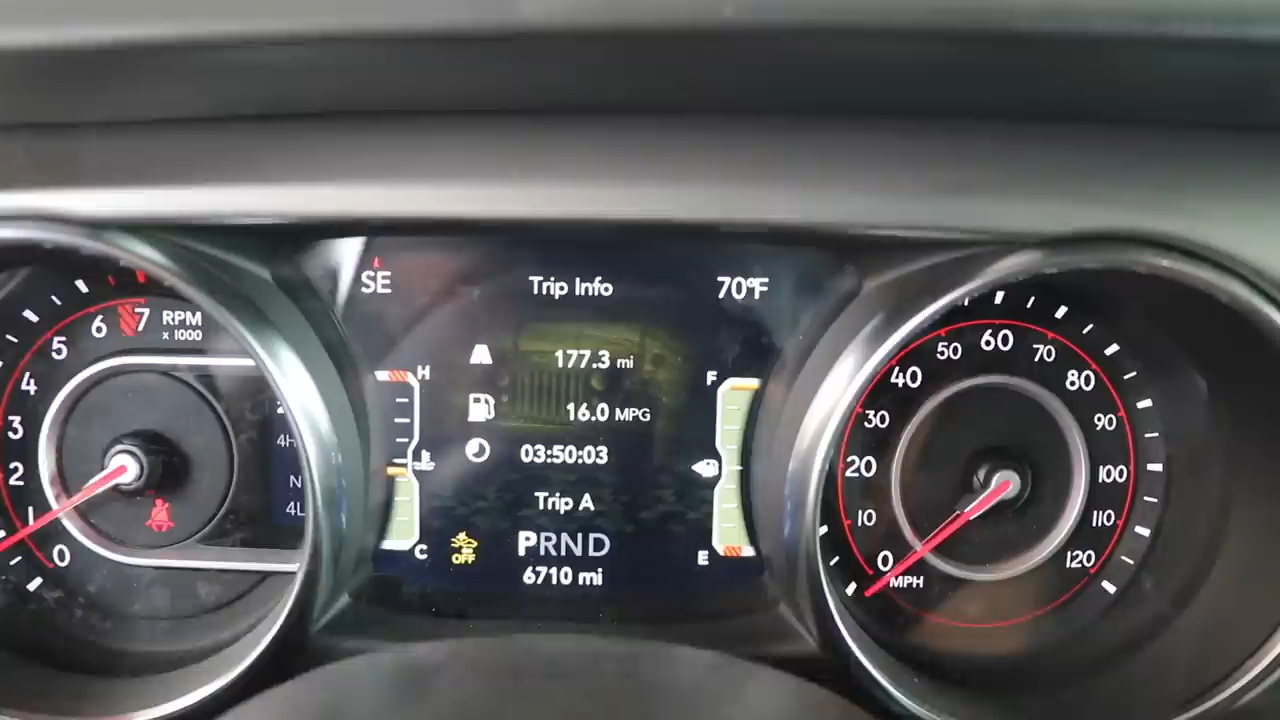 SE
Trip Info
70°F
177.3 mi
16.0 MPG
03:50:03
Trip A
OFF
PRND
6710 mi
H
C
F
E
0
1
2
3
4
5
6
7
RPM
x 1000
4H
N
4L
0
10
20
30
40
50
60
70
80
90
100
110
120
MPH